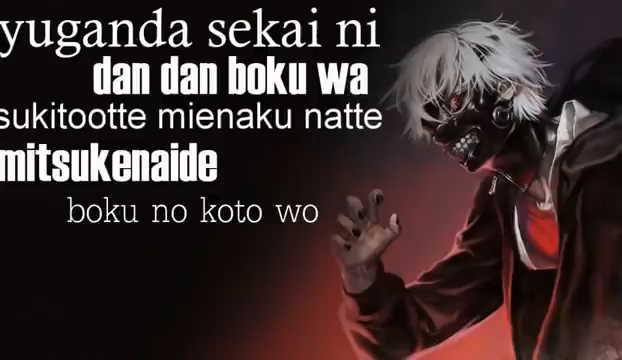 yuganda sekai ni
dan dan boku wa
sukitootte mienaku natte
mitsukenaide
boku no koto wo